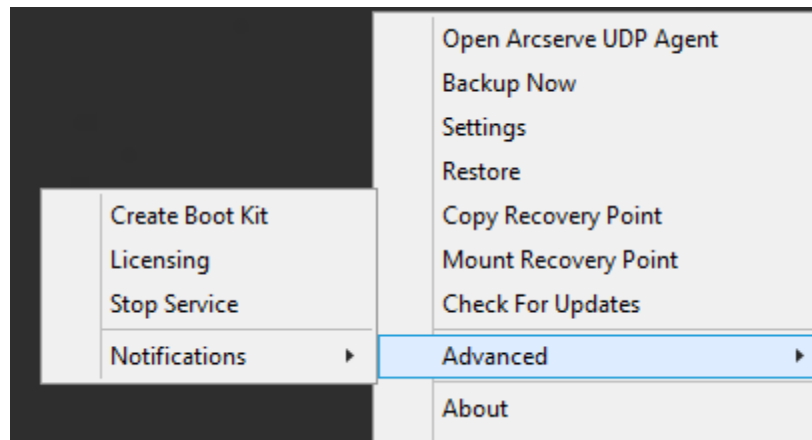 Open Arcserve UDP Agent
Backup Now
Settings
Restore
Copy Recovery Point
Mount Recovery Point
Check For Updates
Advanced
About
Create Boot Kit
Licensing
Stop Service
Notifications